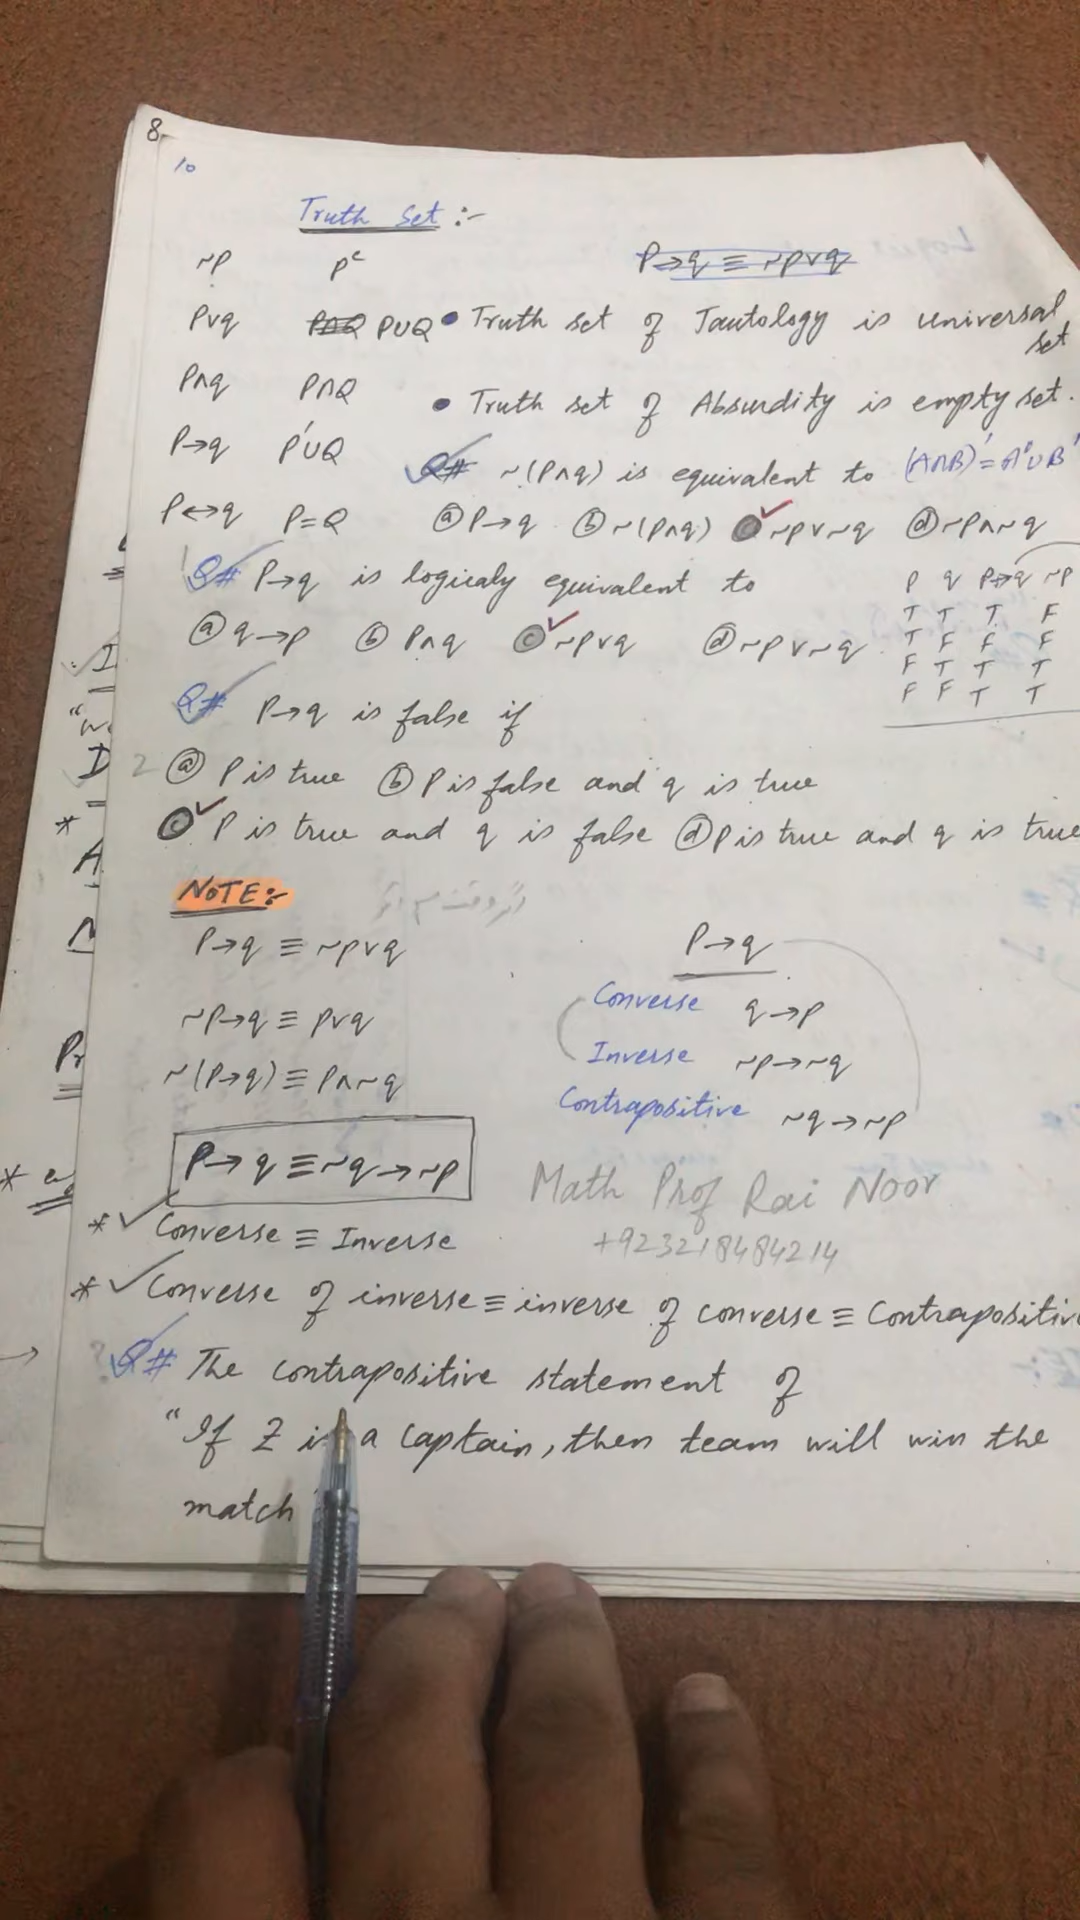 8
10
Truth Set :-
~p p^c
P→q ≡ ~p∨q
p∨q P∩Q P∪Q
• Truth set of Tautology is universal set
p∧q P∩Q
• Truth set of Absurdity is empty set.
P→q P'∪Q
Q# ~(p∧q) is equivalent to (A∩B)'=A'∪B'
P↔q P=Q
ⓐ P→q ⓑ ~(p∧q) ⓒ ~p∨~q ⓓ ~p∧~q
Q# P→q is logicaly equivalent to
ⓐ q→p ⓑ p∧q ⓒ ~p∨q ⓓ ~p∨~q
P q P→q ~P
T T T F
T F F F
F T T T
F F T T
Q# P→q is false if
2 ⓐ P is true ⓑ P is false and q is true
ⓒ P is true and q is false ⓓ P is true and q is true
NOTE:-
P→q ≡ ~p∨q
~P→q ≡ p∨q
~(P→q) ≡ P∧~q
P→q ≡ ~q→~p
P→q
Converse q→p
Inverse ~p→~q
Contrapositive ~q→~p
Math Prof Rai Noor
+923218484214
* Converse ≡ Inverse
* Converse of inverse ≡ inverse of converse ≡ Contrapositive
Q# The contrapositive statement of
"If Z is a Captain, then team will win the
match